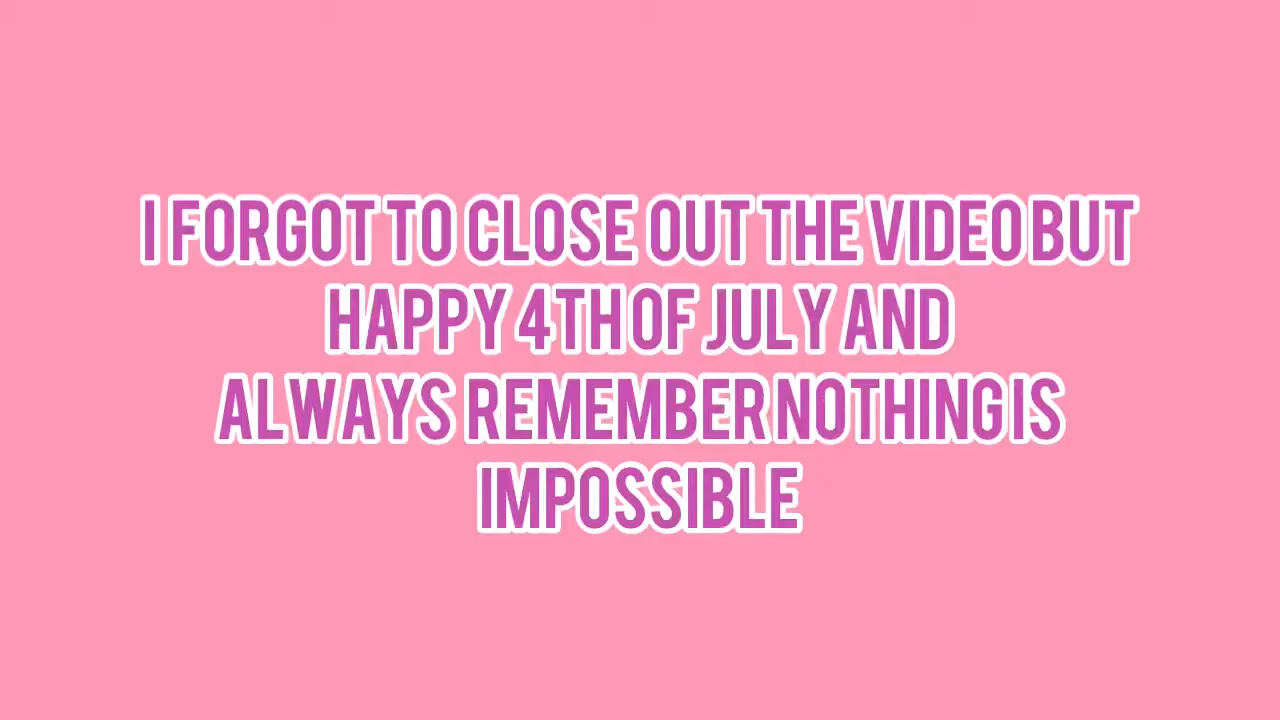 I FORGOT TO CLOSE OUT THE VIDEO BUT
HAPPY 4TH OF JULY AND
ALWAYS REMEMBER NOTHING IS
IMPOSSIBLE